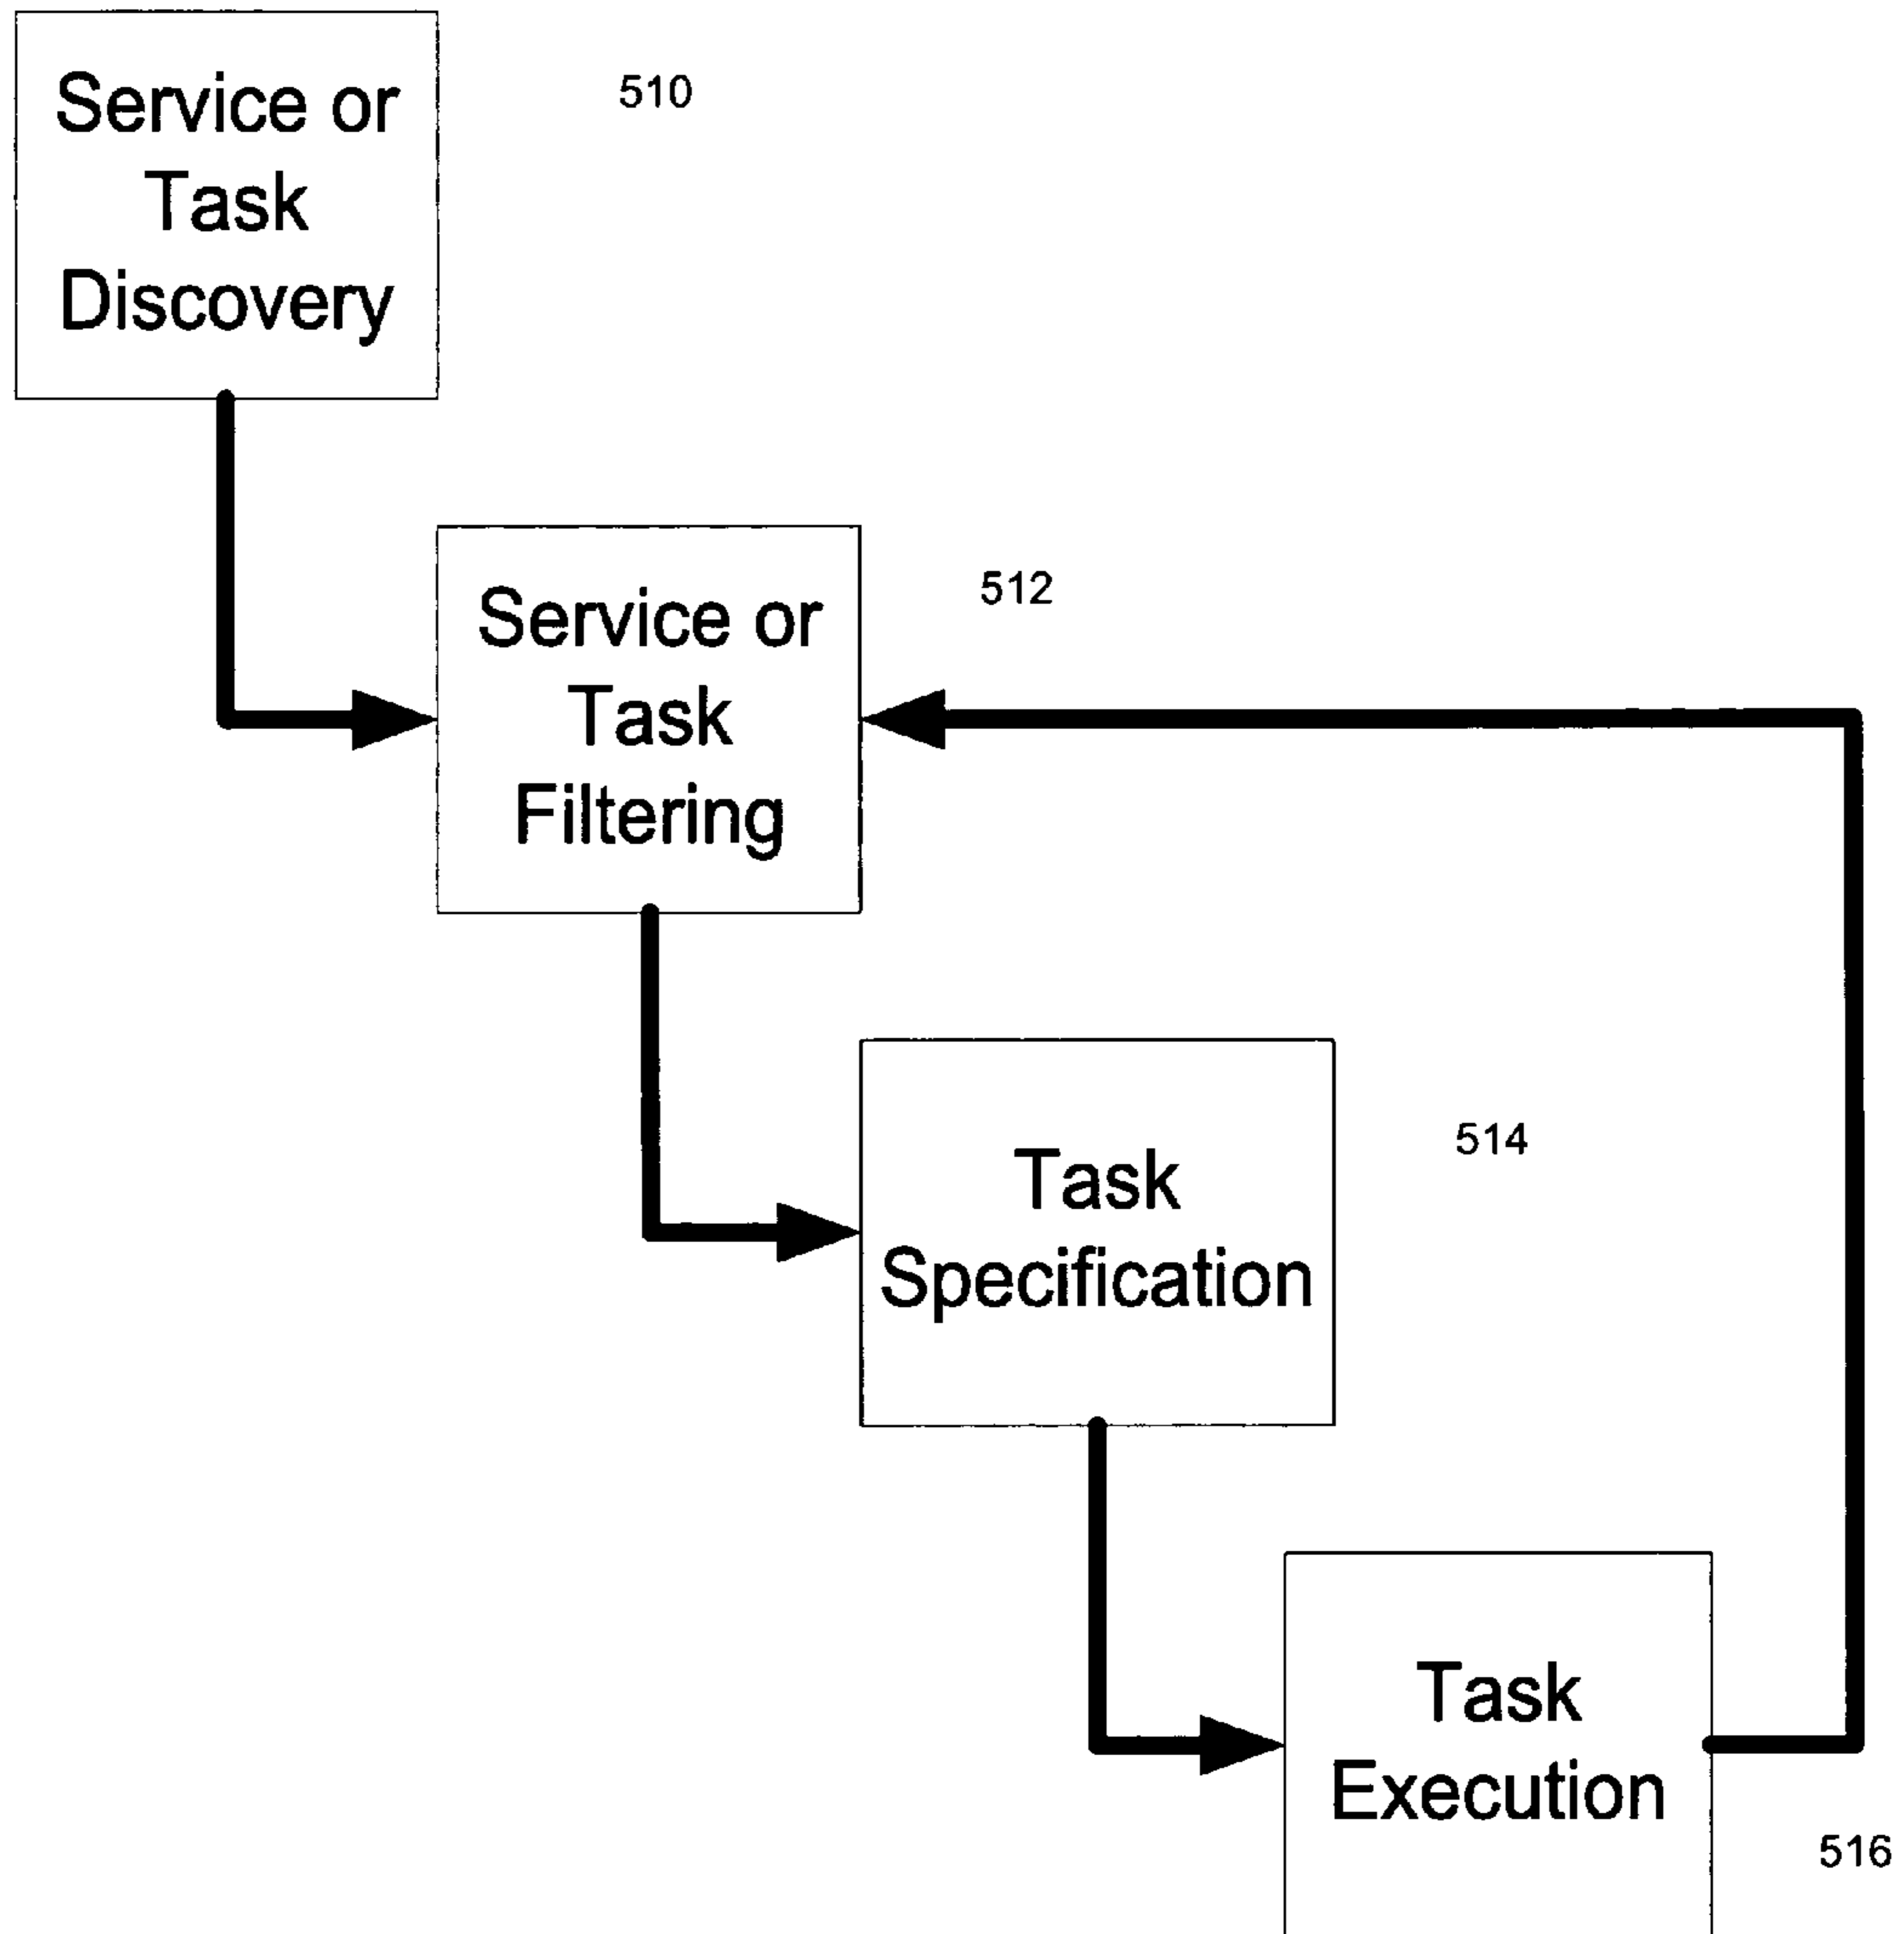 Service or
Task
Discovery
510
Service or
Task
Filtering
512
Task
Specification
514
Task
Execution
516